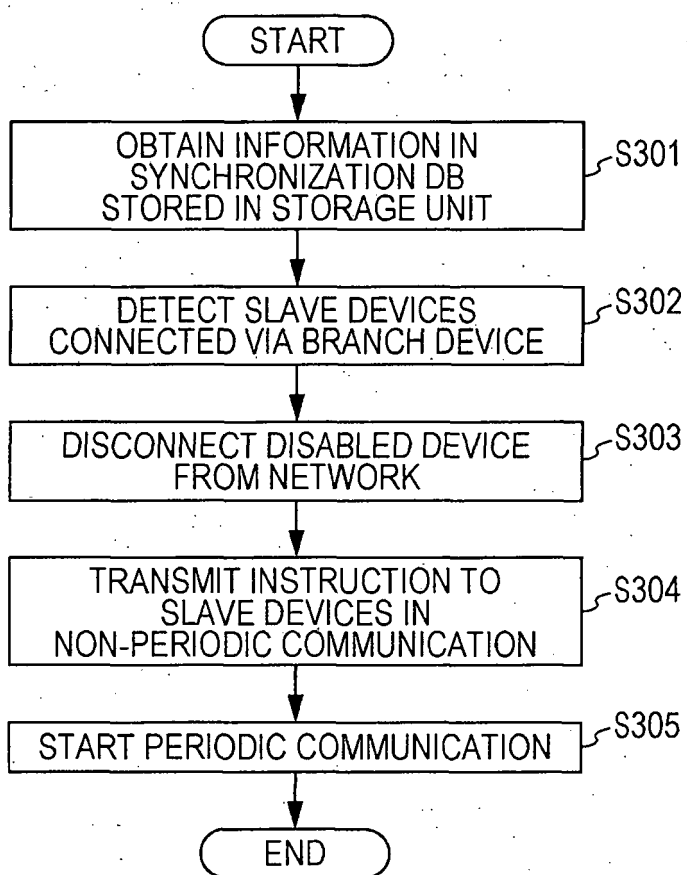 START
OBTAIN INFORMATION IN
SYNCHRONIZATION DB
STORED IN STORAGE UNIT
S301
DETECT SLAVE DEVICES
CONNECTED VIA BRANCH DEVICE
S302
DISCONNECT DISABLED DEVICE
FROM NETWORK
S303
TRANSMIT INSTRUCTION TO
SLAVE DEVICES IN
NON-PERIODIC COMMUNICATION
S304
START PERIODIC COMMUNICATION
S305
END